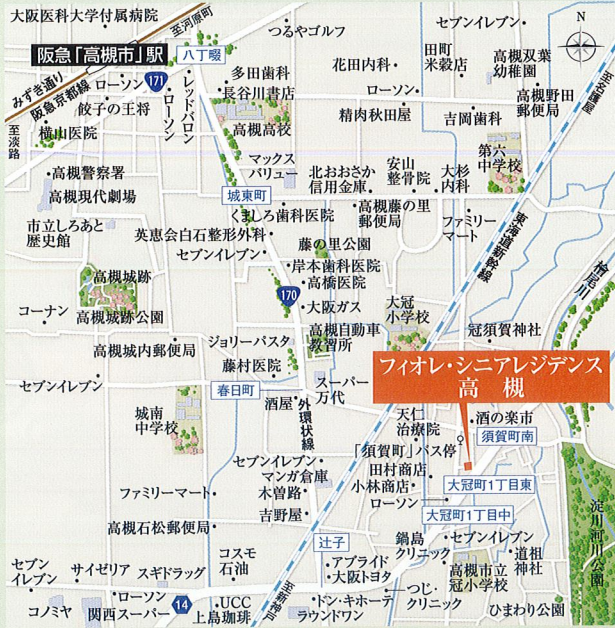 大阪医科大学付属病院
至河原町
つるやゴルフ
セブンイレブン
N
阪急「高槻市」駅
八丁畷
花田内科
田町
米穀店
高槻双葉
幼稚園
至名護屋
みずき通り
阪急京都線
ローソン
171
餃子の王将
ローソン
レッドバロン
多田歯科
長谷川書店
ローソン
高槻野田
郵便局
至淡路
横山医院
高槻高校
精肉秋田屋
吉岡歯科
高槻警察署
マックス
バリュー
北おおさか
信用金庫
安山
整骨院
大杉
内科
第六
中学校
高槻現代劇場
城東町
くましろ歯科医院
高槻藤の里
郵便局
ファミリー
マート
東海道新幹線
市立しろあと
歴史館
英恵会白石整形外科
セブンイレブン
藤の里公園
岸本歯科医院
高橋医院
檜尾川
高槻城跡
170
大阪ガス
大冠
小学校
コーナン
高槻城跡公園
高槻自動車
教習所
冠須賀神社
高槻城内郵便局
ジョリーパスタ
藤村医院
フィオレ・シニアレジデンス
高槻
セブンイレブン
春日町
スーパー
万代
酒屋
外環状線
城南
中学校
天仁
治療院
酒の楽市
須賀町南
「須賀町」バス停
セブンイレブン
マンガ倉庫
田村商店
小林商店
大冠町1丁目東
ファミリーマート
木曽路
ローソン
大冠町1丁目中
淀川河川公園
高槻石松郵便局
吉野屋
辻子
鍋島
クリニック
セブンイレブン
道祖
神社
セブン
イレブン
サイゼリア
スギドラッグ
コスモ
石油
アプライド
大阪トヨタ
高槻市立
冠小学校
コノミヤ
ローソン
関西スーパー
14
UCC
上島珈琲
至新神戸
ドン・キホーテ
ラウンドワン
つじ・
クリニック
ひまわり公園